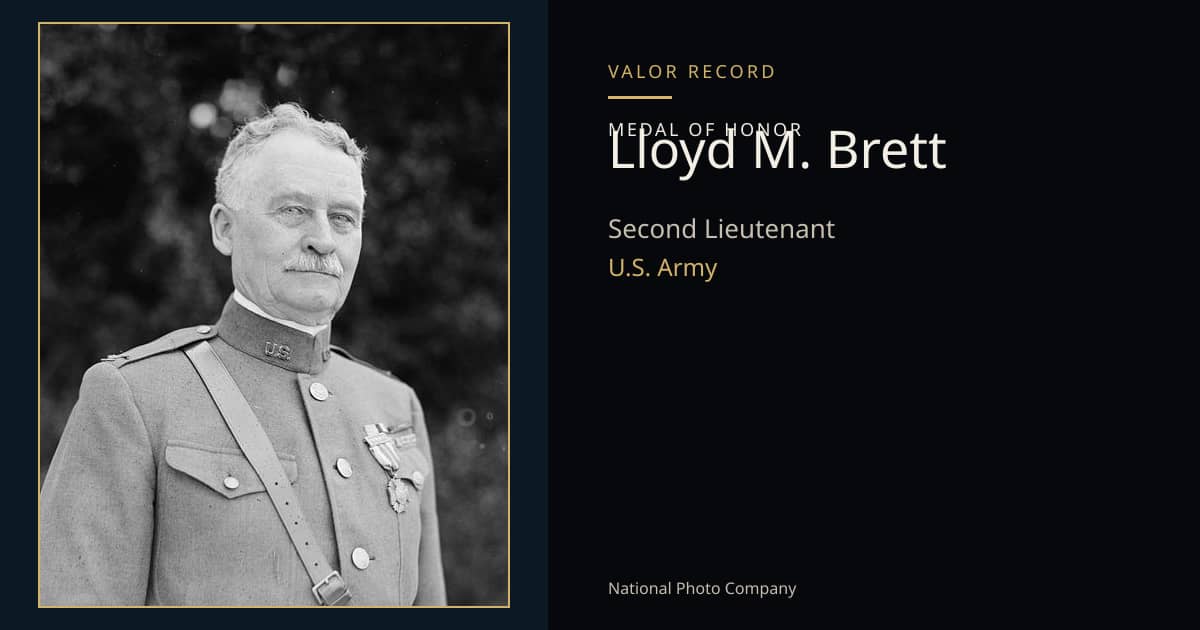 VALOR RECORD
MEDAL OF HONOR
Lloyd M. Brett
Second Lieutenant
U.S. Army
National Photo Company
U.S.